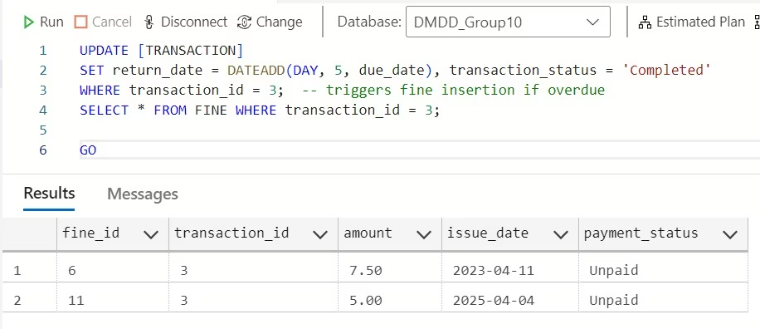 Run Cancel Disconnect Change Database: DMDD_Group10 Estimated Plan
1 UPDATE [TRANSACTION]
2 SET return_date = DATEADD(DAY, 5, due_date), transaction_status = 'Completed'
3 WHERE transaction_id = 3;  -- triggers fine insertion if overdue
4 SELECT * FROM FINE WHERE transaction_id = 3;
5
6 GO
Results Messages
fine_id transaction_id amount issue_date payment_status
1 6 3 7.50 2023-04-11 Unpaid
2 11 3 5.00 2025-04-04 Unpaid